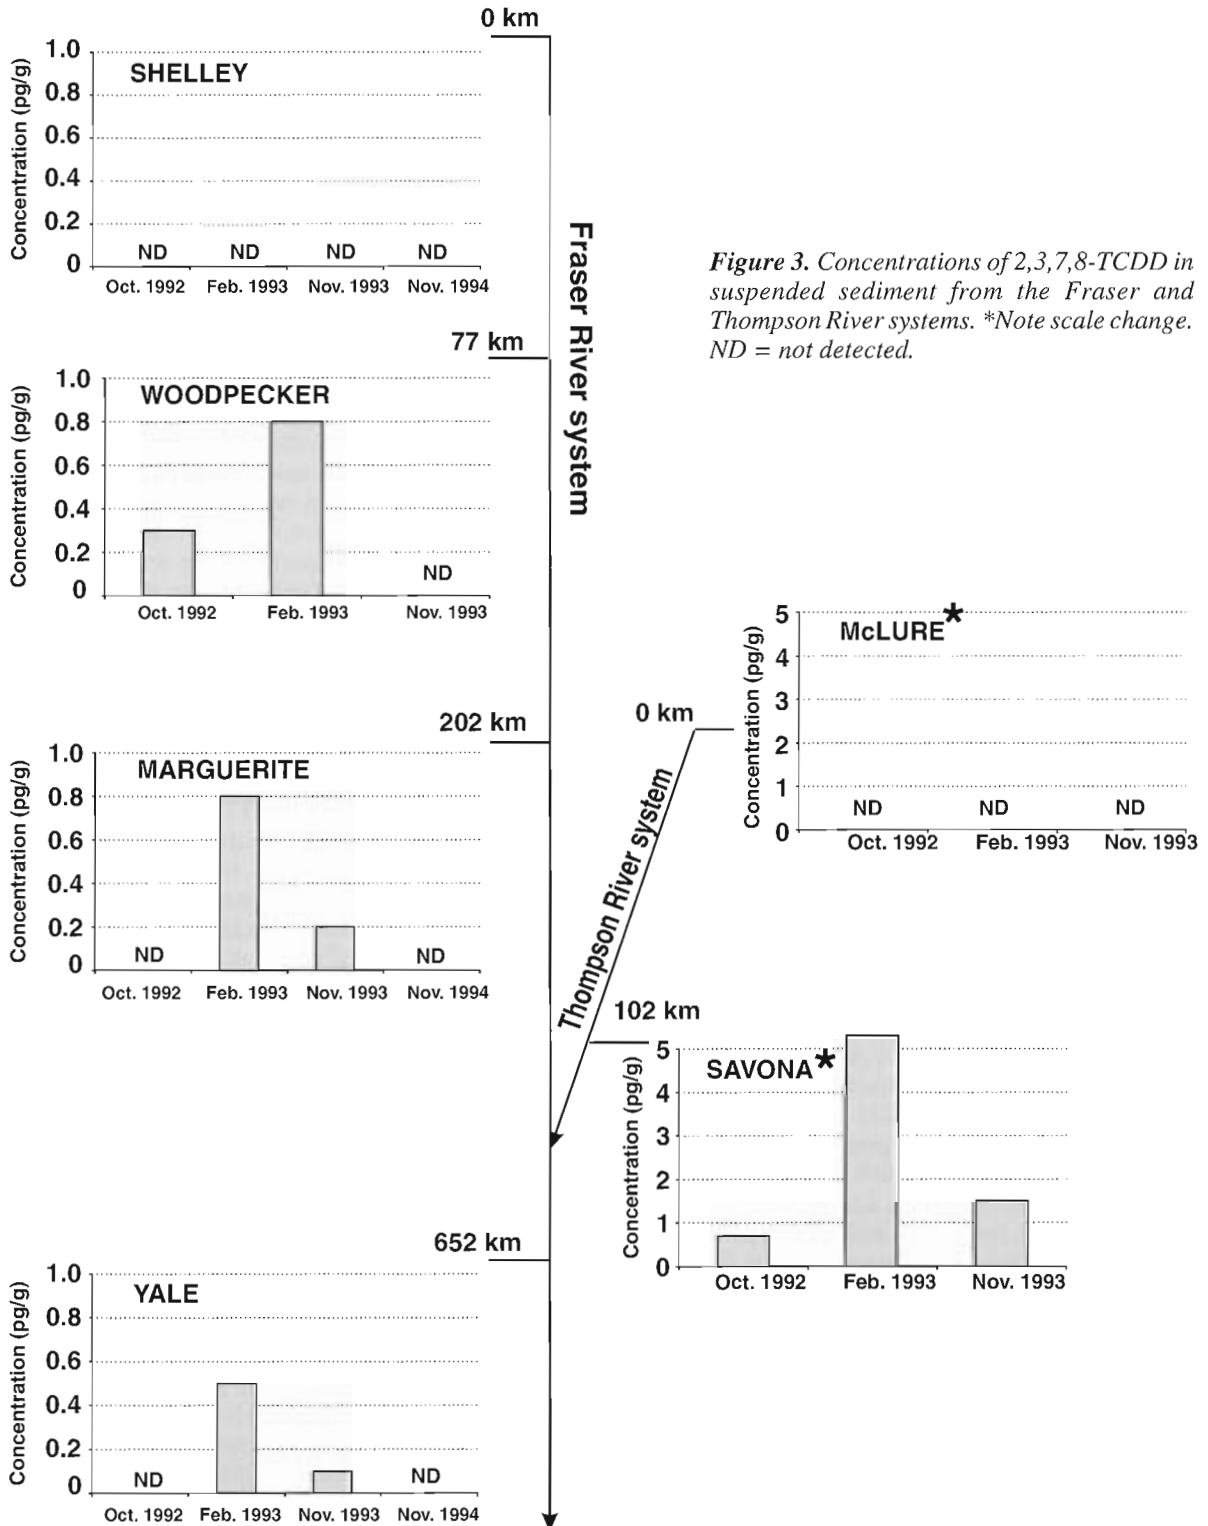 0 km
1.0
SHELLEY
0.8
0.6
0.4
0.2
0
Concentration (pg/g)
ND ND ND ND
Oct. 1992 Feb. 1993 Nov. 1993 Nov. 1994
Fraser River system
Figure 3. Concentrations of 2,3,7,8-TCDD in
suspended sediment from the Fraser and
Thompson River systems. *Note scale change.
ND = not detected.
77 km
1.0
WOODPECKER
0.8
0.6
0.4
0.2
0
Concentration (pg/g)
ND
Oct. 1992 Feb. 1993 Nov. 1993
202 km
1.0
MARGUERITE
0.8
0.6
0.4
0.2
0
Concentration (pg/g)
ND ND
Oct. 1992 Feb. 1993 Nov. 1993 Nov. 1994
0 km
Thompson River system
5
McLURE*
4
3
2
1
0
Concentration (pg/g)
ND ND ND
Oct. 1992 Feb. 1993 Nov. 1993
102 km
5
SAVONA*
4
3
2
1
0
Concentration (pg/g)
Oct. 1992 Feb. 1993 Nov. 1993
652 km
1.0
YALE
0.8
0.6
0.4
0.2
0
Concentration (pg/g)
ND ND
Oct. 1992 Feb. 1993 Nov. 1993 Nov. 1994